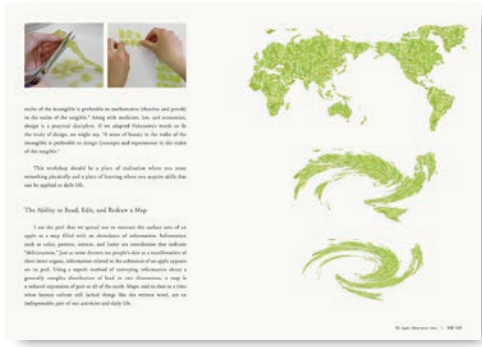 realm of the intangible is preferable to mathematics (theories and proofs)
in the realm of the tangible." Along with medicine, law, and economics,
design is a practical discipline. If we adapted Fukuzawa's words to fit
the study of design, we might say, "A sense of beauty in the realm of the
intangible is preferable to design (concepts and expression) in the realm
of the tangible."
This workshop should be a place of realization where you sense
something physically and a place of learning where you acquire skills that
can be applied to daily life.
The Ability to Read, Edit, and Redraw a Map
I see the peel that we spread out to measure the surface area of an
apple as a map filled with an abundance of information. Information
such as color, pattern, texture, and luster are coordinates that indicate
"deliciousness." Just as some discern people's skin as a manifestation of
their inner organs, information related to the substance of an apple appears
on its peel. Using a superb method of conveying information about a
generally complex distribution of land in two dimensions, a map is
a reduced expression of part or all of the earth. Maps, said to date to a time
when human culture still lacked things like the written word, are an
indispensable part of our activities and daily life.